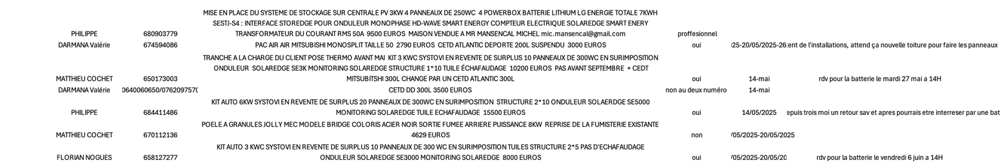 MISE EN PLACE DU SYSTEME DE STOCKAGE SUR CENTRALE PV 3KW 4 PANNEAUX DE 250WC 4 POWERBOX BATTERIE LITHIUM LG ENERGIE TOTALE 7KWH
SESTJ-S4 : INTERFACE STOREDGE POUR ONDULEUR MONOPHASE HD-WAVE SMART ENERGY COMPTEUR ELECTRIQUE SOLAREDGE SMART ENERY
PHILIPPE 680903779 TRANSFORMATEUR DU COURANT RMS 50A 9500 EUROS MAISON VENDUE A MR MANSENCAL MICHEL mic.mansencal@gmail.com proffesionnel
DARMANA Valérie 674594086 PAC AIR AIR MITSUBISHI MONOSPLIT TAILLE 50 2790 EUROS CETD ATLANTIC DEPORTE 200L SUSPENDU 3000 EUROS oui 25-20/05/2025-26 ent de l'installations, attend ça nouvelle toiture pour faire les panneaux
TRANCHE A LA CHARGE DU CLIENT POSE THERMO AVANT MAI KIT 3 KWC SYSTOVI EN REVENTE DE SURPLUS 10 PANNEAUX DE 300WC EN SURIMPOSITION
ONDULEUR SOLAREDGE SE3K MONITORING SOLAREDGE STRUCTURE 1*10 TUILE ÉCHAFAUDAGE 10200 EUROS PAS AVANT SEPTEMBRE + CEDT
MATTHIEU COCHET 650173003 MITSUBITSHI 300L CHANGE PAR UN CETD ATLANTIC 300L oui 14-mai rdv pour la batterie le mardi 27 mai a 14H
DARMANA Valérie 0640060650/0762097570 CETD DD 300L 3500 EUROS non au deux numéro 14-mai
KIT AUTO 6KW SYSTOVI EN REVENTE DE SURPLUS 20 PANNEAUX DE 300WC EN SURIMPOSITION STRUCTURE 2*10 ONDULEUR SOLAERDGE SE5000
PHILIPPE 684411486 MONITORING SOLAREDGE TUILE ECHAFAUDAGE 15500 EUROS oui 14/05/2025 epuis trois moi un retour sav et apres pourrais etre interreser par une bat
POELE A GRANULES JOLLY MEC MODELE BRIDGE COLORIS ACIER NOIR SORTIE FUMEE ARRIERE PUISSANCE 8KW REPRISE DE LA FUMISTERIE EXISTANTE
MATTHIEU COCHET 670112136 4629 EUROS non /05/2025-20/05/2025
KIT AUTO 3 KWC SYSTOVI EN REVENTE DE SURPLUS 10 PANNEAUX DE 300 WC EN SURIMPOSITION TUILES STRUCTURE 2*5 PAS D'ECHAFAUDAGE
FLORIAN NOGUES 658127277 ONDULEUR SOLAREDGE SE3000 MONITORING SOLAREDGE 8000 EUROS oui /05/2025-20/05/20 rdv pour la batterie le vendredi 6 juin a 14H